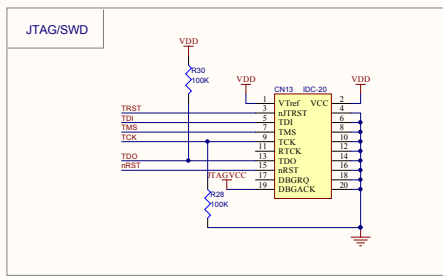 JTAG/SWD
VDD
R30
100K
VDD
CN13 IDC-20
VDD
1 VTref VCC 2
TRST 3 nJTRST 4
TDI 5 TDI 6
TMS 7 TMS 8
TCK 9 TCK 10
11 RTCK 12
TDO 13 TDO 14
nRST 15 nRST 16
17 DBGRQ 18
JTAGVCC 19 DBGACK 20
R28
100K